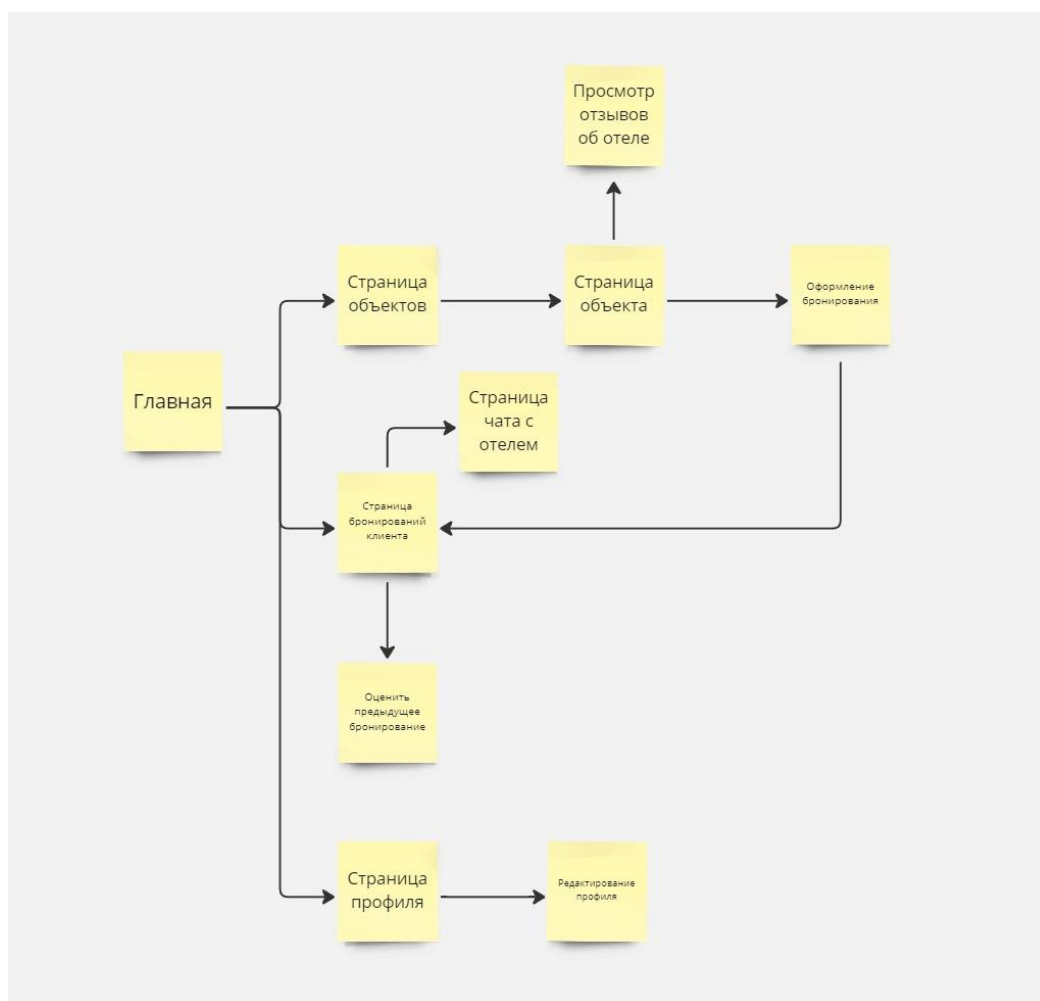 Просмотр
отзывов
об отеле
Страница
объектов
Страница
объекта
Оформление
бронирования
Главная
Страница
чата с
отелем
Страница
бронирований
клиента
Оценить
предыдущее
бронирование
Страница
профиля
Редактирование
профиля